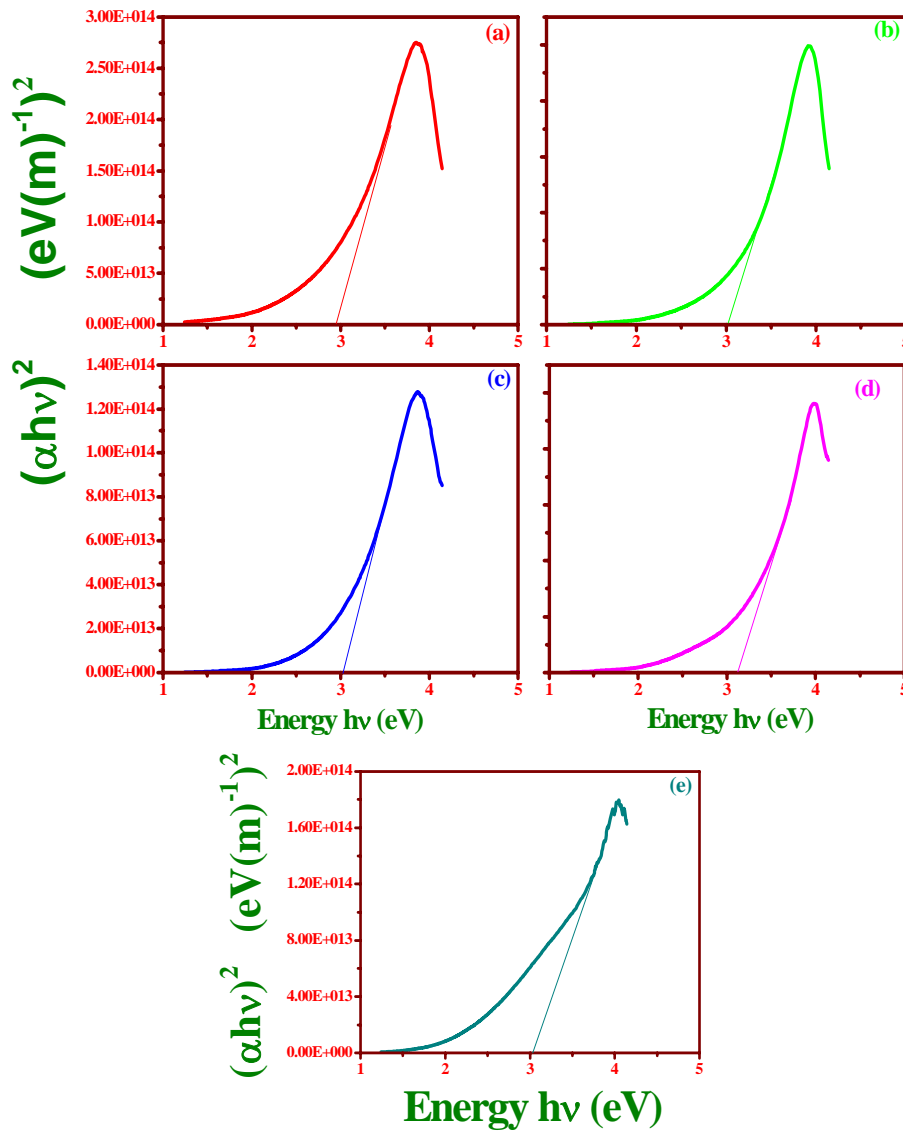 (eV(m)-1)2
3.00E+014
2.50E+014
2.00E+014
1.50E+014
1.00E+014
5.00E+013
0.00E+000
(a)
1 2 3 4 5
(b)
1 2 3 4 5
(αhν)2
1.40E+014
1.20E+014
1.00E+014
8.00E+013
6.00E+013
4.00E+013
2.00E+013
0.00E+000
(c)
1 2 3 4 5
Energy hν (eV)
(d)
1 2 3 4 5
Energy hν (eV)
(αhν)2 (eV(m)-1)2
2.00E+014
1.60E+014
1.20E+014
8.00E+013
4.00E+013
0.00E+000
(e)
1 2 3 4 5
Energy hν (eV)